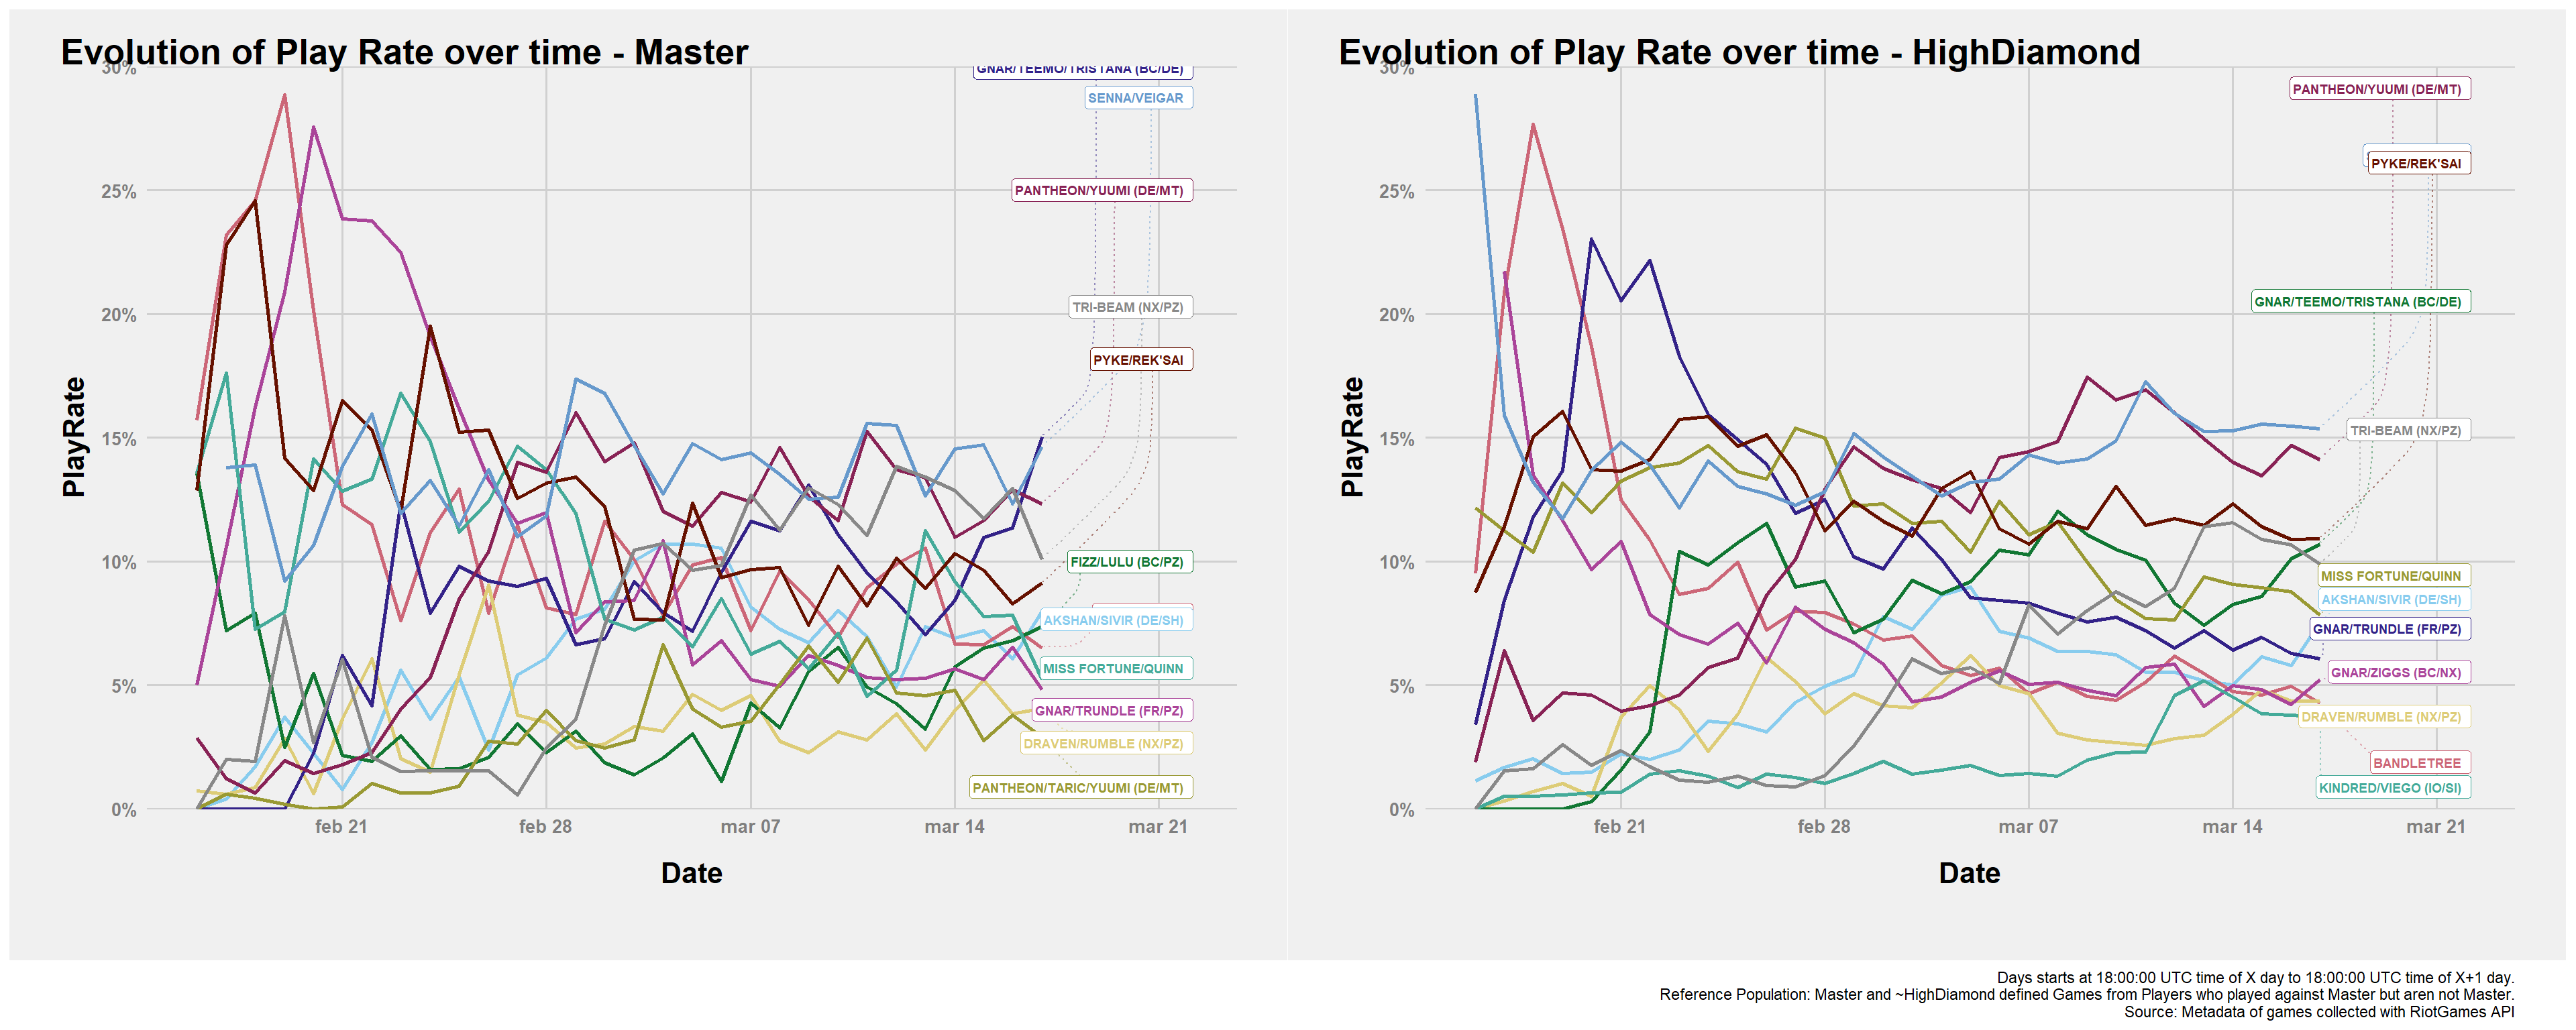 Evolution of Play Rate over time - Master
30%
25%
20%
15%
10%
5%
0%
PlayRate
feb 21
feb 28
mar 07
mar 14
mar 21
Date
GNAR/TEEMO/TRISTANA (BC/DE)
SENNA/VEIGAR
PANTHEON/YUUMI (DE/MT)
TRI-BEAM (NX/PZ)
PYKE/REK'SAI
FIZZ/LULU (BC/PZ)
AKSHAN/SIVIR (DE/SH)
MISS FORTUNE/QUINN
GNAR/TRUNDLE (FR/PZ)
DRAVEN/RUMBLE (NX/PZ)
PANTHEON/TARIC/YUUMI (DE/MT)
Evolution of Play Rate over time - HighDiamond
30%
25%
20%
15%
10%
5%
0%
PlayRate
feb 21
feb 28
mar 07
mar 14
mar 21
Date
PANTHEON/YUUMI (DE/MT)
PYKE/REK'SAI
GNAR/TEEMO/TRISTANA (BC/DE)
TRI-BEAM (NX/PZ)
MISS FORTUNE/QUINN
AKSHAN/SIVIR (DE/SH)
GNAR/TRUNDLE (FR/PZ)
GNAR/ZIGGS (BC/NX)
DRAVEN/RUMBLE (NX/PZ)
BANDLETREE
KINDRED/VIEGO (IO/SI)
Days starts at 18:00:00 UTC time of X day to 18:00:00 UTC time of X+1 day.
Reference Population: Master and ~HighDiamond defined Games from Players who played against Master but aren not Master.
Source: Metadata of games collected with RiotGames API